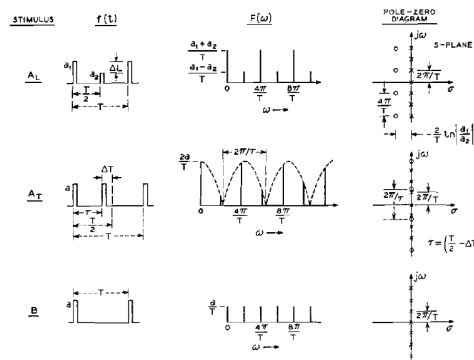 STIMULUS f(t) F(ω) POLE-ZERO DIAGRAM
S-PLANE
A_L
a₁
a₂
ΔL
T/2
T
a₁ + a₂ / T
a₁ − a₂ / T
0 4π/T 8π/T
ω →
jω
2π/T
σ
4π/T
2/T ln |a₁/a₂|
A_T
a
ΔT
τ
T/2
T
2a/T
2π/τ
0 4π/T 8π/T
ω →
jω
2π/τ
2π/T
σ
τ = (T/2 − ΔT
B
a
T
a/T
0 4π/T 8π/T
ω →
jω
2π/T
σ